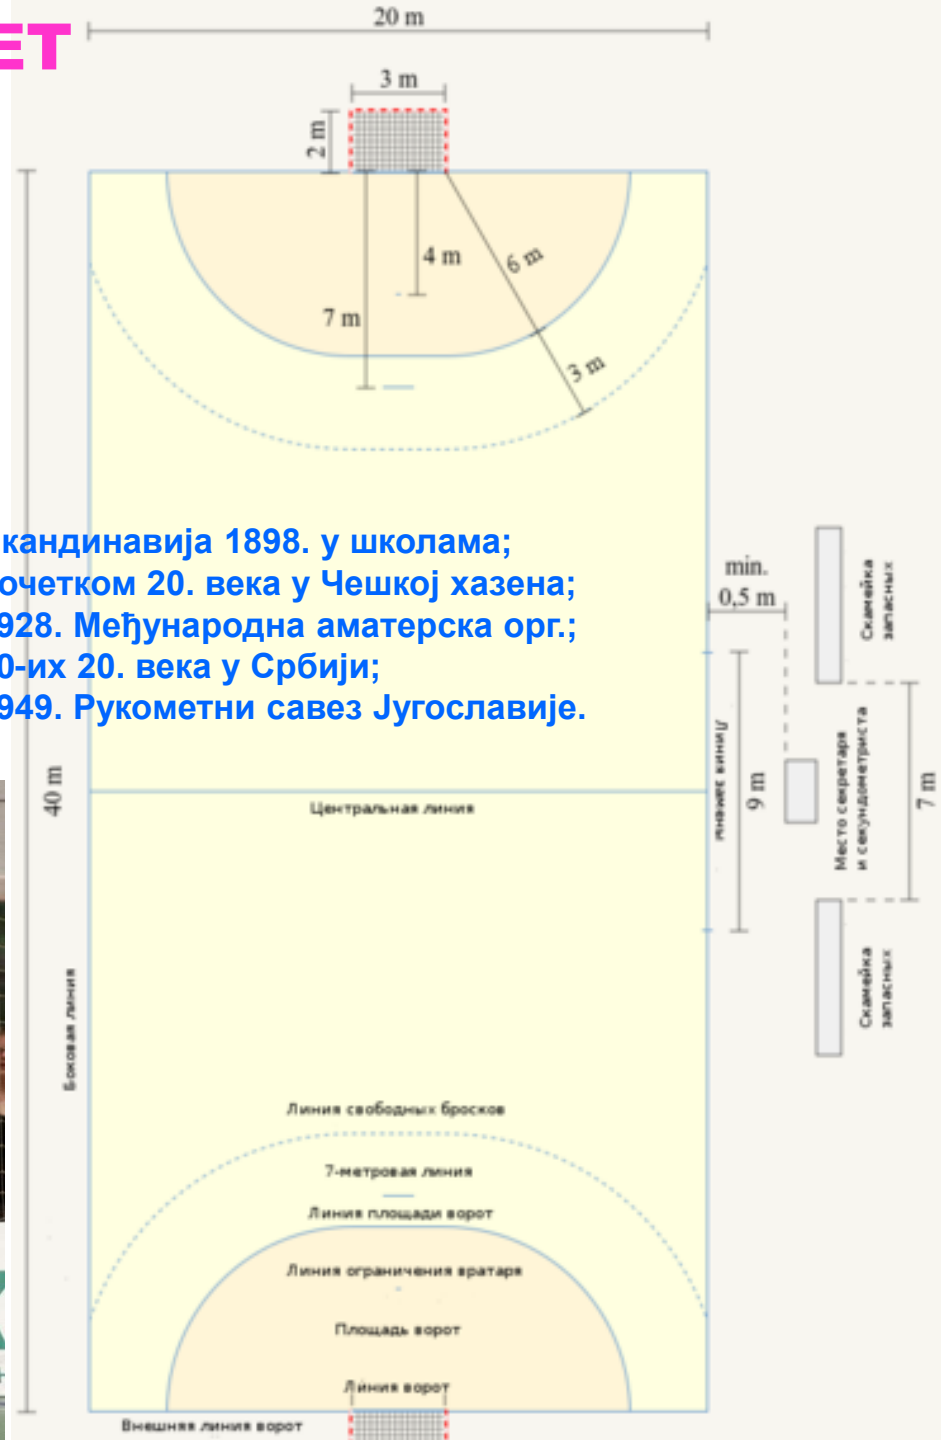 ЕТ
20 m
3 m
2 m
4 m
6 m
7 m
3 m
кандинавија 1898. у школама;
очетком 20. века у Чешкој хазена;
928. Међународна аматерска орг.;
0-их 20. века у Србији;
949. Рукометни савез Југославије.
min.
0,5 m
Скамейка
запасных
40 m
Центральная линия
Линия замены
9 m
Место секретаря
и секундометриста
7 m
Скамейка
запасных
Боковая линия
Линия свободных бросков
7-метровая линия
Линия площади ворот
Линия ограничения вратаря
Площадь ворот
Линия ворот
Внешняя линия ворот